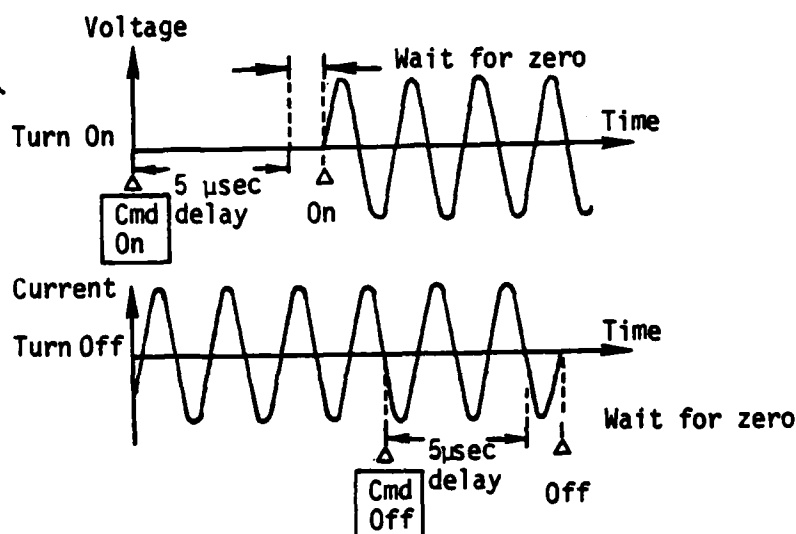 Voltage
Wait for zero
Turn On
Time
5 µsec
delay
Cmd
On
On
Current
Turn Off
Time
Wait for zero
5µsec
delay
Cmd
Off
Off